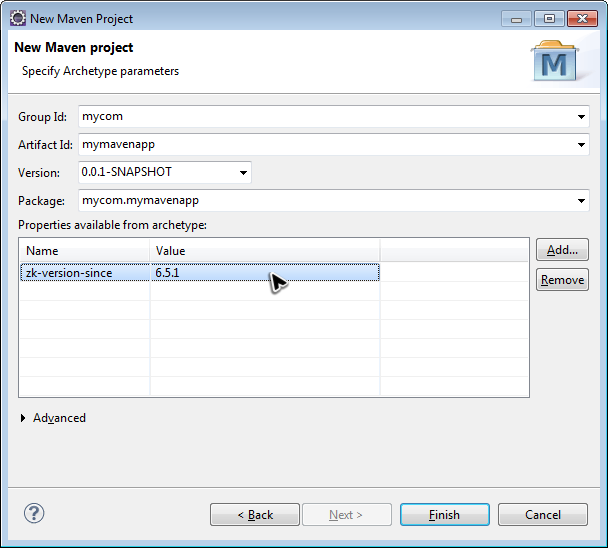 New Maven Project
New Maven project
Specify Archetype parameters
M
Group Id: mycom
Artifact Id: mymavenapp
Version: 0.0.1-SNAPSHOT
Package: mycom.mymavenapp
Properties available from archetype:
Name Value Add...
zk-version-since 6.5.1 Remove
Advanced
? < Back Next > Finish Cancel